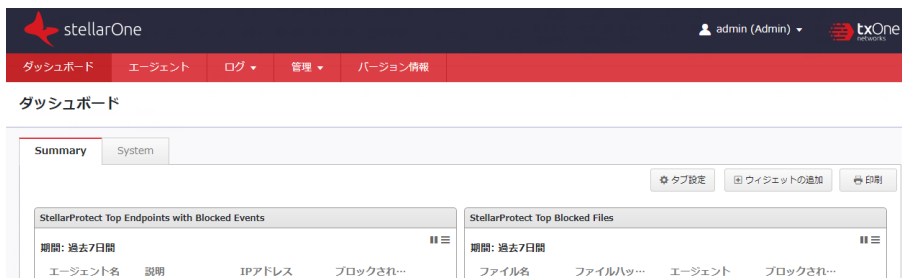 stellarOne
admin (Admin)
txOne
networks
ダッシュボード エージェント ログ 管理 バージョン情報
ダッシュボード
Summary System
タブ設定 ウィジェットの追加 印刷
StellarProtect Top Endpoints with Blocked Events
期間: 過去7日間
エージェント名 説明 IPアドレス ブロックされ…
StellarProtect Top Blocked Files
期間: 過去7日間
ファイル名 ファイルハッ… エージェント ブロックされ…